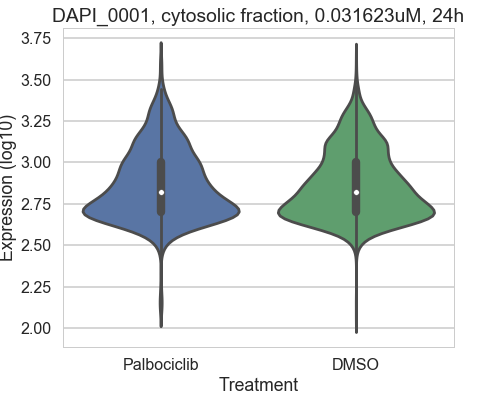 DAPI_0001, cytosolic fraction, 0.031623uM, 24h
Expression (log10)
3.75
3.50
3.25
3.00
2.75
2.50
2.25
2.00
Palbociclib DMSO
Treatment